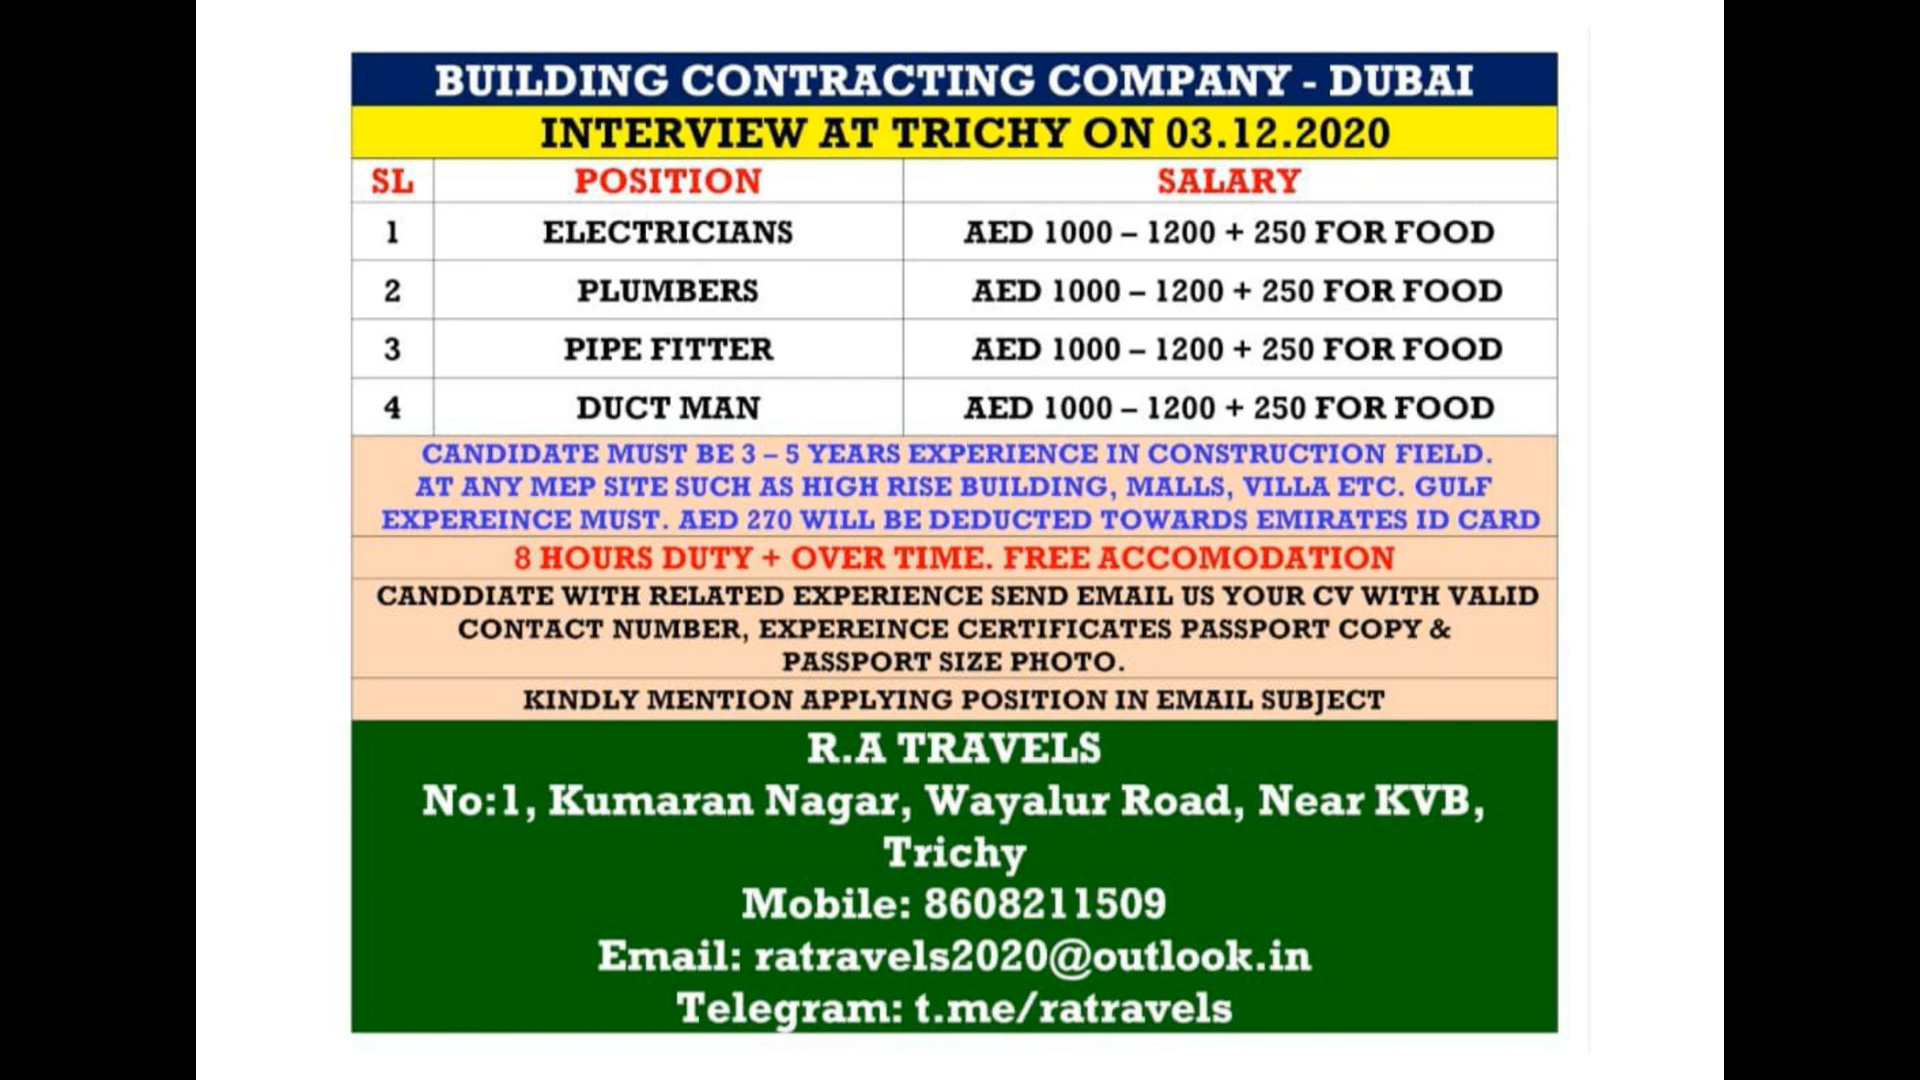 BUILDING CONTRACTING COMPANY - DUBAI
INTERVIEW AT TRICHY ON 03.12.2020
SL POSITION SALARY
1 ELECTRICIANS AED 1000 – 1200 + 250 FOR FOOD
2 PLUMBERS AED 1000 – 1200 + 250 FOR FOOD
3 PIPE FITTER AED 1000 – 1200 + 250 FOR FOOD
4 DUCT MAN AED 1000 – 1200 + 250 FOR FOOD
CANDIDATE MUST BE 3 – 5 YEARS EXPERIENCE IN CONSTRUCTION FIELD.
AT ANY MEP SITE SUCH AS HIGH RISE BUILDING, MALLS, VILLA ETC. GULF
EXPEREINCE MUST. AED 270 WILL BE DEDUCTED TOWARDS EMIRATES ID CARD
8 HOURS DUTY + OVER TIME. FREE ACCOMODATION
CANDDIATE WITH RELATED EXPERIENCE SEND EMAIL US YOUR CV WITH VALID
CONTACT NUMBER, EXPEREINCE CERTIFICATES PASSPORT COPY &
PASSPORT SIZE PHOTO.
KINDLY MENTION APPLYING POSITION IN EMAIL SUBJECT
R.A TRAVELS
No:1, Kumaran Nagar, Wayalur Road, Near KVB,
Trichy
Mobile: 8608211509
Email: ratravels2020@outlook.in
Telegram: t.me/ratravels